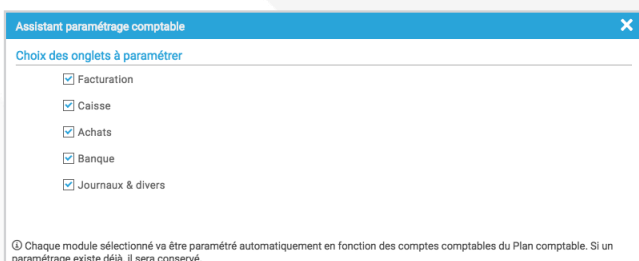 Assistant paramétrage comptable
Choix des onglets à paramétrer
Facturation
Caisse
Achats
Banque
Journaux & divers
Chaque module sélectionné va être paramétré automatiquement en fonction des comptes comptables du Plan comptable. Si un
paramétrage existe déjà, il sera conservé